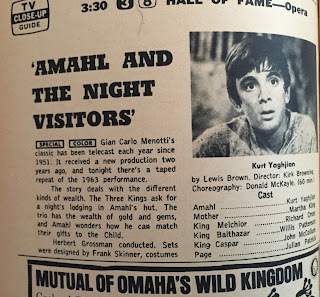 TV
CLOSE-UP
GUIDE
3:30 3 8 HALL OF FAME—Opera
'AMAHL AND
THE NIGHT
VISITORS'
SPECIAL COLOR Gian Carlo Menotti's
classic has been telecast each year since
1951. It received a new production two
years ago, and tonight there's a taped
repeat of the 1963 performance.
The story deals with the different
kinds of wealth. The Three Kings ask for
a night's lodging in Amahl's hut. The
trio has the wealth of gold and gems,
and Amahl wonders how he can match
their gifts to the Child.
Herbert Grossman conducted. Sets
were designed by Frank Skinner, costumes
Kurt Yaghjian
by Lewis Brown. Director: Kirk Browning.
Choreography: Donald McKayle. (60 min.)
Cast
Amahl Kurt Yaghjian
Mother Martha
King Melchior Richard
King Balthazar Willis
King Caspar John McCollum
Page Julian
MUTUAL OF OMAHA'S WILD KINGDOM